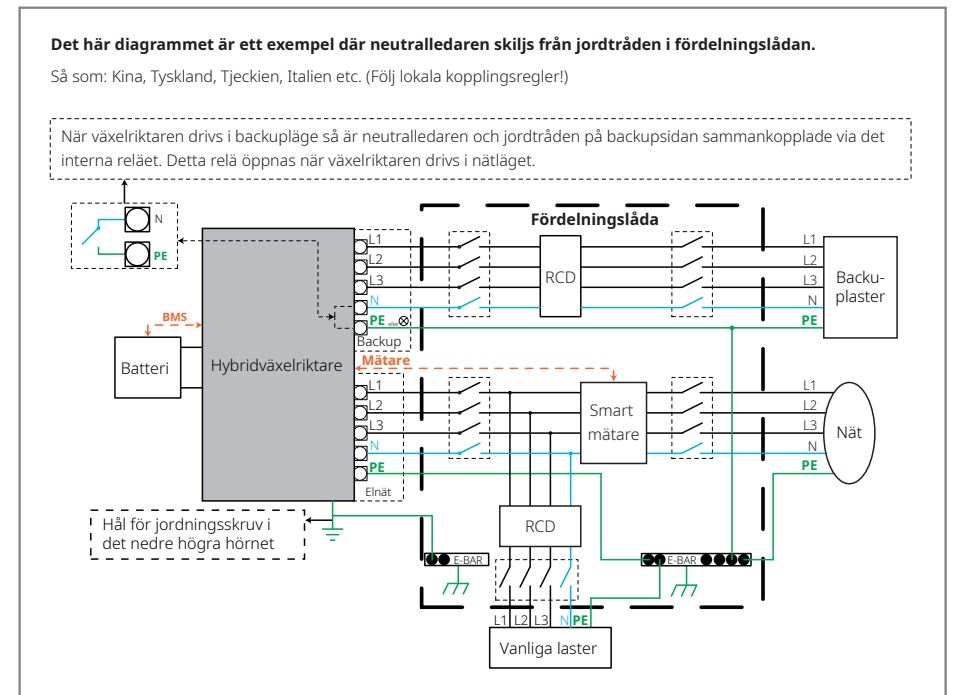 Det här diagrammet är ett exempel där neutralledaren skiljs från jordtråden i fördelningslådan.
Så som: Kina, Tyskland, Tjeckien, Italien etc. (Följ lokala kopplingsregler!)
När växelriktaren drivs i backupläge så är neutralledaren och jordtråden på backupsidan sammankopplade via det
interna reläet. Detta relä öppnas när växelriktaren drivs i nätläget.
N
PE
Fördelningslåda
L1
L2
L3
N
PE eller
Backup
RCD
L1
L2
L3
N
PE
Backu-
plaster
BMS
Batteri
Hybridväxelriktare
Mätare
L1
L2
L3
N
PE
Elnät
Smart
mätare
L1
L2
L3
N
PE
Nät
RCD
Hål för jordningsskruv i
det nedre högra hörnet
E-BAR
E-BAR
L1 L2 L3 N PE
Vanliga laster